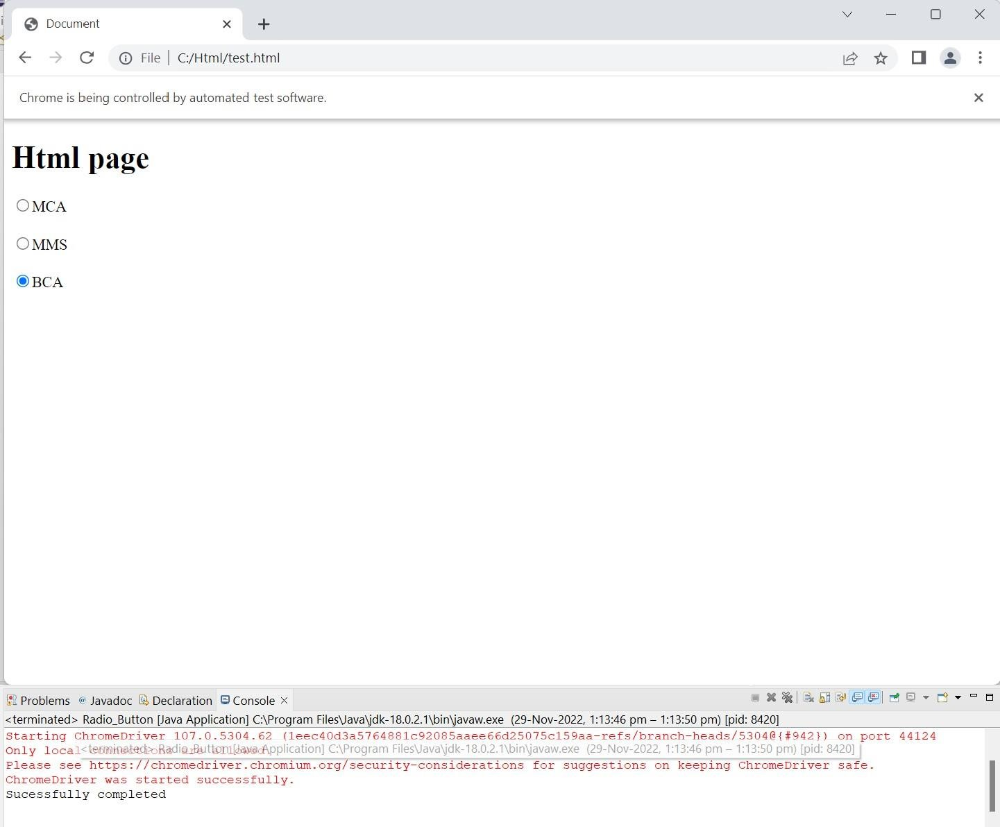 Document
File | C:/Html/test.html
Chrome is being controlled by automated test software.
Html page
MCA
MMS
BCA
Problems @ Javadoc Declaration Console
<terminated> Radio_Button [Java Application] C:\Program Files\Java\jdk-18.0.2.1\bin\javaw.exe (29-Nov-2022, 1:13:46 pm – 1:13:50 pm) [pid: 8420]
Starting ChromeDriver 107.0.5304.62 (1eec40d3a5764881c92085aaee66d25075c159aa-refs/branch-heads/5304@{#942}) on port 44124
Only local connections are allowed.
<terminated> Radio_Button [Java Application] C:\Program Files\Java\jdk-18.0.2.1\bin\javaw.exe (29-Nov-2022, 1:13:46 pm – 1:13:50 pm) [pid: 8420]
Please see https://chromedriver.chromium.org/security-considerations for suggestions on keeping ChromeDriver safe.
ChromeDriver was started successfully.
Sucessfully completed